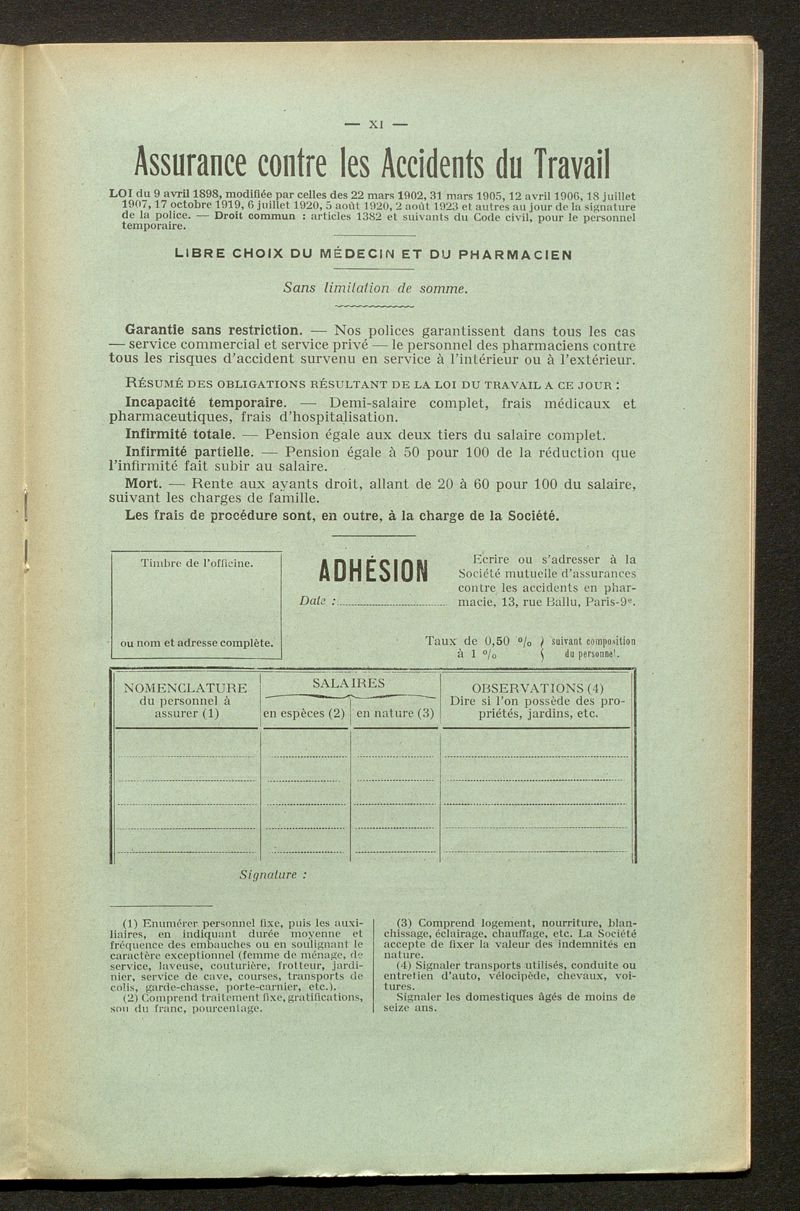 — XI —
Assurance contre les Accidents du Travail
LOI du 9 avril 1898, modifiée par celles des 22 mars 1902, 31 mars 1905, 12 avril 1906, 18 juillet
1907, 17 octobre 1919, 6 juillet 1920, 5 août 1920, 2 août 1923 et autres au jour de la signature
de la police. — Droit commun : articles 1382 et suivants du Code civil, pour le personnel
temporaire.
LIBRE CHOIX DU MÉDECIN ET DU PHARMACIEN
Sans limitation de somme.
Garantie sans restriction. — Nos polices garantissent dans tous les cas
— service commercial et service privé — le personnel des pharmaciens contre
tous les risques d'accident survenu en service à l'intérieur ou à l'extérieur.
RÉSUMÉ DES OBLIGATIONS RÉSULTANT DE LA LOI DU TRAVAIL A CE JOUR :
Incapacité temporaire. — Demi-salaire complet, frais médicaux et
pharmaceutiques, frais d'hospitalisation.
Infirmité totale. — Pension égale aux deux tiers du salaire complet.
Infirmité partielle. — Pension égale à 50 pour 100 de la réduction que
l'infirmité fait subir au salaire.
Mort. — Rente aux ayants droit, allant de 20 à 60 pour 100 du salaire,
suivant les charges de famille.
Les frais de procédure sont, en outre, à la charge de la Société.
Timbre de l'officine.
ou nom et adresse complète.
ADHÉSION
Date :
Ecrire ou s'adresser à la
Société mutuelle d'assurances
contre les accidents en phar-
macie, 13, rue Ballu, Paris-9e.
Taux de 0,50 % } suivant composition
à 1 % { du personnel.
NOMENCLATURE
du personnel à
assurer (1)
SALAIRES
en espèces (2)
en nature (3)
OBSERVATIONS (4)
Dire si l'on possède des pro-
priétés, jardins, etc.
Signature :
(1) Enumérer personnel fixe, puis les auxi-
liaires, en indiquant durée moyenne et
fréquence des embauches ou en soulignant le
caractère exceptionnel (femme de ménage, de
service, laveuse, couturière, frotteur, jardi-
nier, service de cave, courses, transports de
colis, garde-chasse, porte-carnier, etc.).
(2) Comprend traitement fixe, gratifications,
sou du franc, pourcentage.
(3) Comprend logement, nourriture, blan-
chissage, éclairage, chauffage, etc. La Société
accepte de fixer la valeur des indemnités en
nature.
(4) Signaler transports utilisés, conduite ou
entretien d'auto, vélocipède, chevaux, voi-
tures.
Signaler les domestiques âgés de moins de
seize ans.